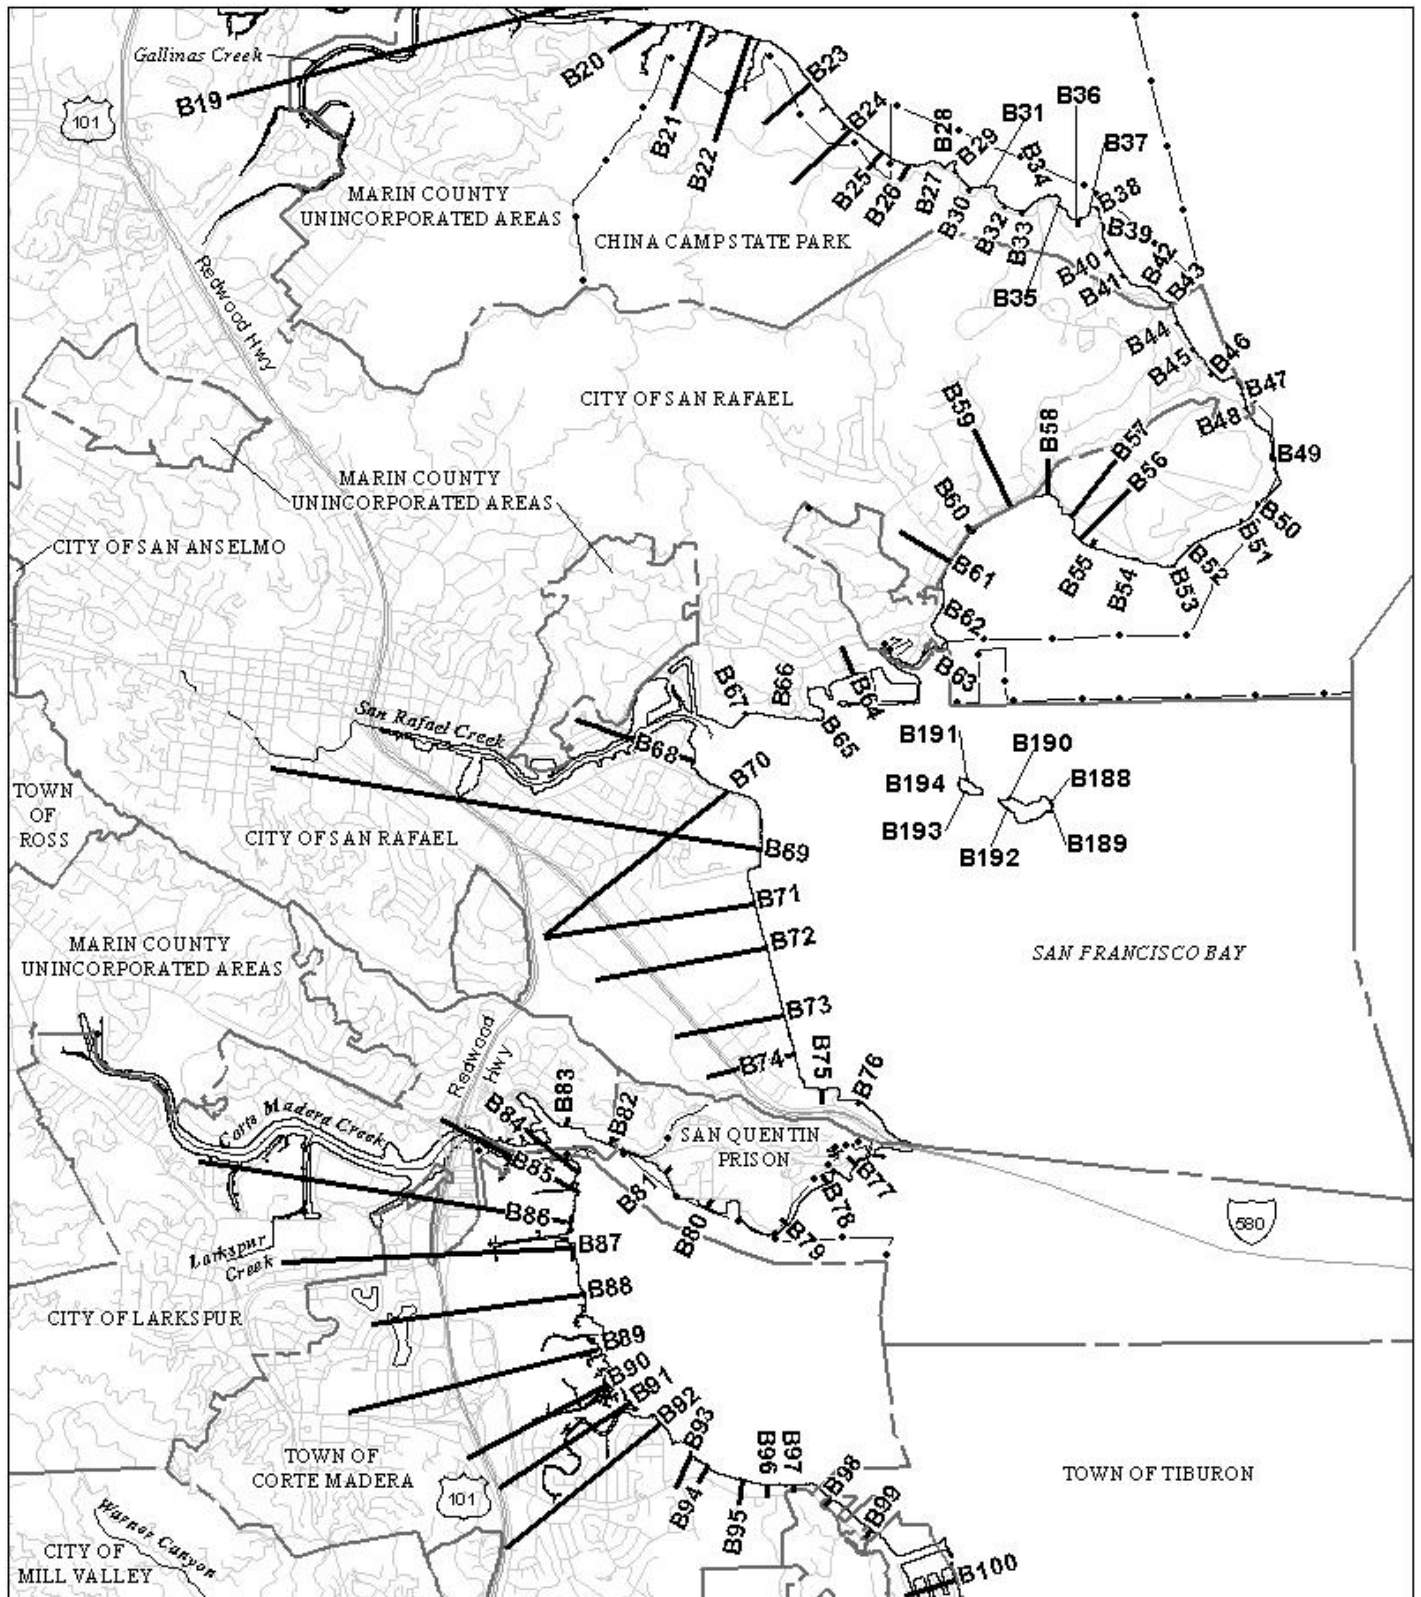 Gallinas Creek
B19
B20
B21
B22
B23
B24
B25
B26
B27
B28
B29
B30
B31
B32
B33
B34
B35
B36
B37
B38
B39
B40
B41
B42
B43
101
MARIN COUNTY
UNINCORPORATED AREAS
CHINA CAMP STATE PARK
Redwood Hwy
B44
B45
B46
B47
B48
B49
CITY OF SAN RAFAEL
B59
B58
B57
B56
MARIN COUNTY
UNINCORPORATED AREAS
B60
B50
B51
B52
B53
B54
B55
CITY OF SAN ANSELMO
B61
B62
B63
B64
B65
B66
B67
San Rafael Creek
B68
B70
B191
B190
B194
B188
B193
B192
B189
TOWN
OF
ROSS
CITY OF SAN RAFAEL
B69
B71
B72
MARIN COUNTY
UNINCORPORATED AREAS
SAN FRANCISCO BAY
B73
B74
B75
B76
Redwood
Hwy
B83
B84
B82
Corte Madera Creek
SAN QUENTIN
PRISON
B85
B81
B77
B78
B86
B80
B79
580
B87
Larkspur
Creek
B88
CITY OF LARKSPUR
B89
B90
B91
B92
B93
TOWN OF
CORTE MADERA
101
B94
B95
B96
B97
B98
B99
TOWN OF TIBURON
Warner Canyon
CITY OF
MILL VALLEY
B100